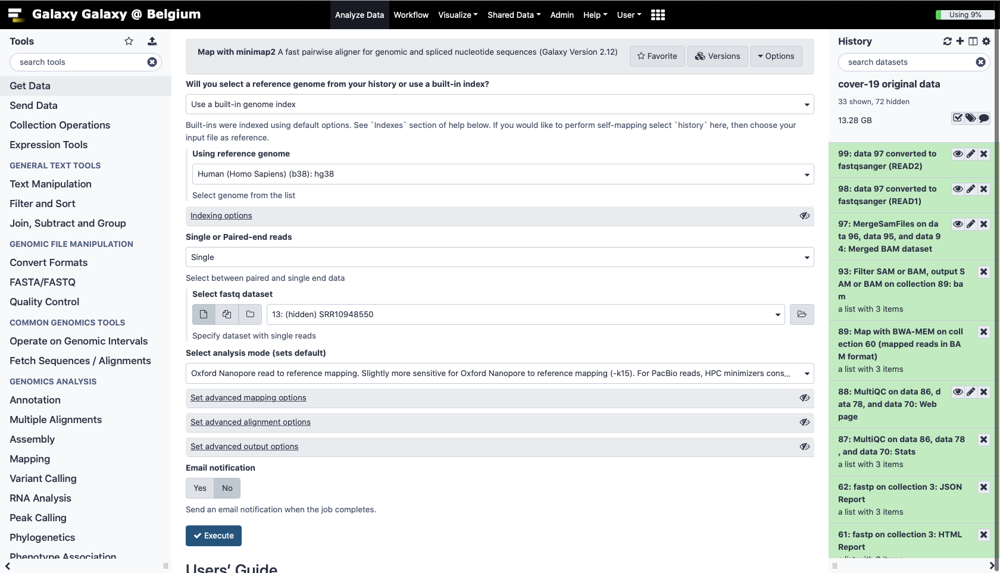 Galaxy Galaxy @ Belgium
Analyze Data Workflow Visualize Shared Data Admin Help User
Using 9%
Tools
search tools
Get Data
Send Data
Collection Operations
Expression Tools
GENERAL TEXT TOOLS
Text Manipulation
Filter and Sort
Join, Subtract and Group
GENOMIC FILE MANIPULATION
Convert Formats
FASTA/FASTQ
Quality Control
COMMON GENOMICS TOOLS
Operate on Genomic Intervals
Fetch Sequences / Alignments
GENOMICS ANALYSIS
Annotation
Multiple Alignments
Assembly
Mapping
Variant Calling
RNA Analysis
Peak Calling
Phylogenetics
Phenotype Association
Map with minimap2 A fast pairwise aligner for genomic and spliced nucleotide sequences (Galaxy Version 2.12)
Favorite
Versions
Options
Will you select a reference genome from your history or use a built-in index?
Use a built-in genome index
Built-ins were indexed using default options. See `Indexes` section of help below. If you would like to perform self-mapping select `history` here, then choose your
input file as reference.
Using reference genome
Human (Homo Sapiens) (b38): hg38
Select genome from the list
Indexing options
Single or Paired-end reads
Single
Select between paired and single end data
Select fastq dataset
13: (hidden) SRR10948550
Specify dataset with single reads
Select analysis mode (sets default)
Oxford Nanopore read to reference mapping. Slightly more sensitive for Oxford Nanopore to reference mapping (-k15). For PacBio reads, HPC minimizers cons...
Set advanced mapping options
Set advanced alignment options
Set advanced output options
Email notification
Yes No
Send an email notification when the job completes.
Execute
Users' Guide
History
search datasets
cover-19 original data
33 shown, 72 hidden
13.28 GB
99: data 97 converted to
fastqsanger (READ2)
98: data 97 converted to
fastqsanger (READ1)
97: MergeSamFiles on da
ta 96, data 95, and data 9
4: Merged BAM dataset
93: Filter SAM or BAM, output S
AM or BAM on collection 89: ba
m
a list with 3 items
89: Map with BWA-MEM on coll
ection 60 (mapped reads in BA
M format)
a list with 3 items
88: MultiQC on data 86, d
ata 78, and data 70: Web
page
87: MultiQC on data 86, data 78
, and data 70: Stats
a list with 3 items
62: fastp on collection 3: JSON
Report
a list with 3 items
61: fastp on collection 3: HTML
Report
a list with 3 items